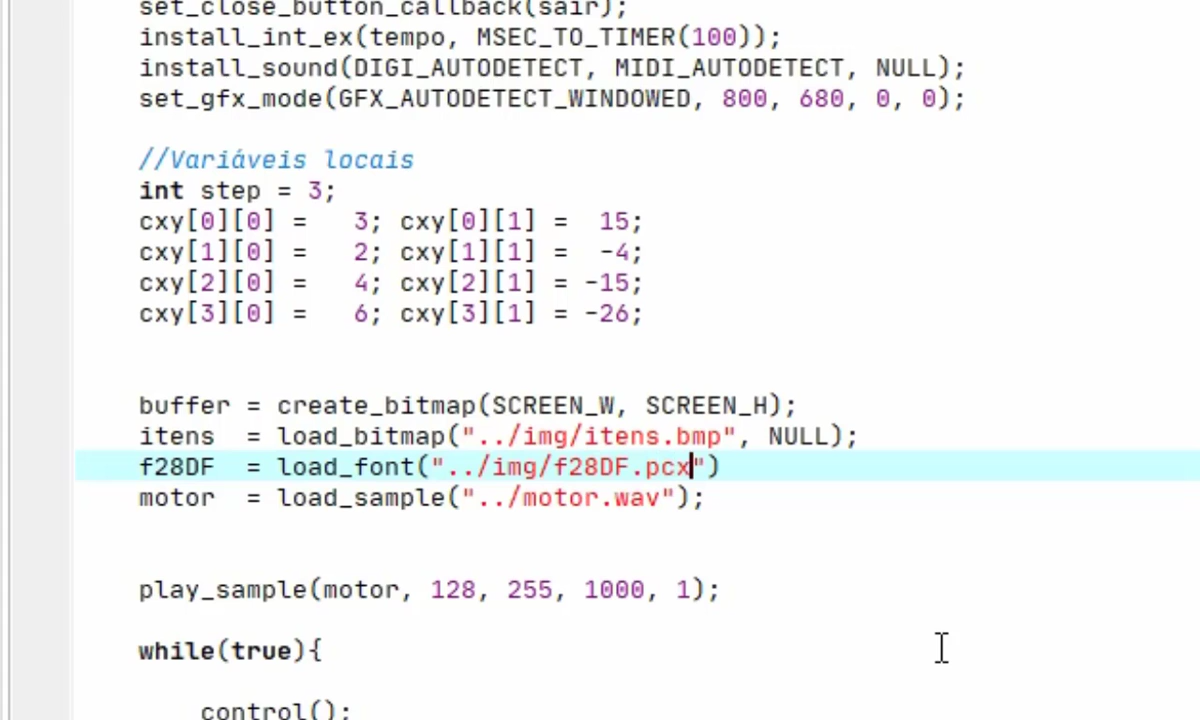 set_close_button_callback(sair);
install_int_ex(tempo, MSEC_TO_TIMER(100));
install_sound(DIGI_AUTODETECT, MIDI_AUTODETECT, NULL);
set_gfx_mode(GFX_AUTODETECT_WINDOWED, 800, 680, 0, 0);
//Variáveis locais
int step = 3;
cxy[0][0] =   3; cxy[0][1] =  15;
cxy[1][0] =   2; cxy[1][1] =  -4;
cxy[2][0] =   4; cxy[2][1] = -15;
cxy[3][0] =   6; cxy[3][1] = -26;
buffer = create_bitmap(SCREEN_W, SCREEN_H);
itens  = load_bitmap("../img/itens.bmp", NULL);
f28DF  = load_font("../img/f28DF.pcx")
motor  = load_sample("../motor.wav");
play_sample(motor, 128, 255, 1000, 1);
while(true){
control();